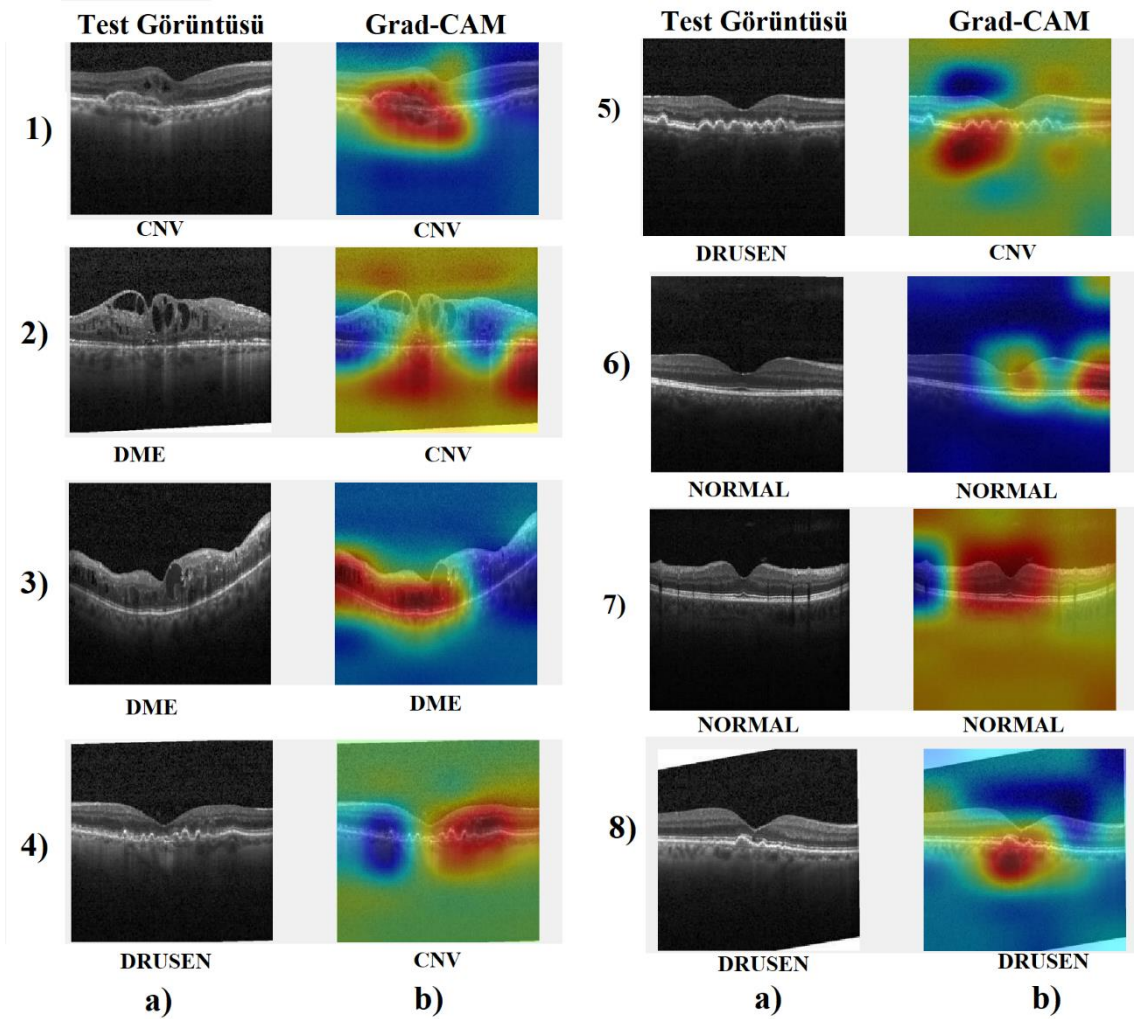 Test Görüntüsü Grad-CAM
1)
CNV CNV
2)
DME CNV
3)
DME DME
4)
DRUSEN CNV
a) b)
Test Görüntüsü Grad-CAM
5)
DRUSEN CNV
6)
NORMAL NORMAL
7)
NORMAL NORMAL
8)
DRUSEN DRUSEN
a) b)